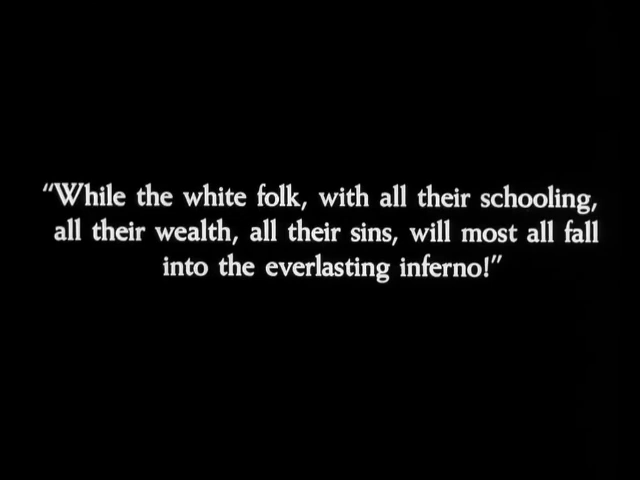 “While the white folk, with all their schooling,
all their wealth, all their sins, will most all fall
into the everlasting inferno!”